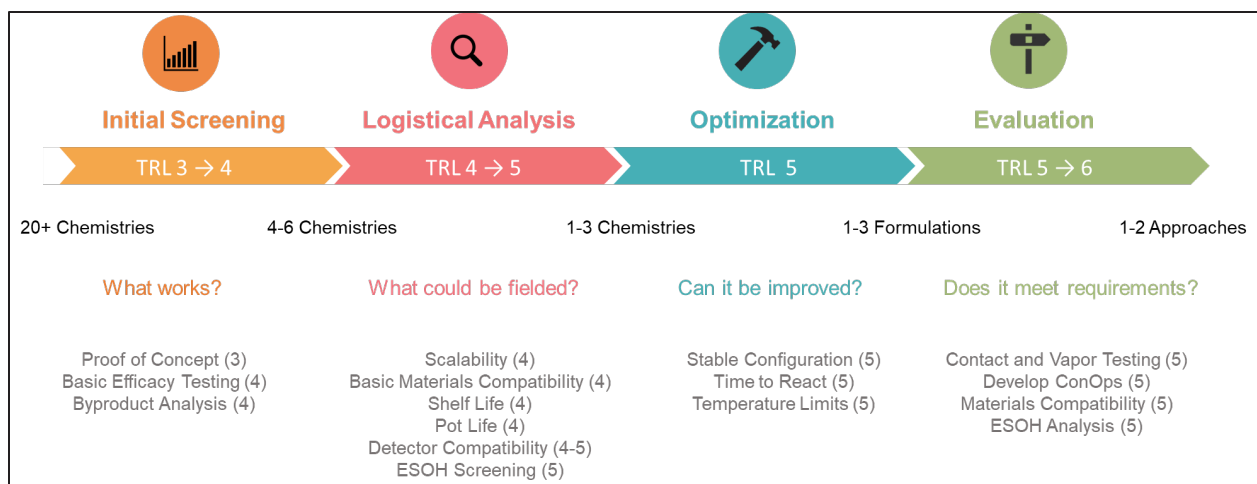 Initial Screening
Logistical Analysis
Optimization
Evaluation
TRL 3 → 4
TRL 4 → 5
TRL 5
TRL 5 → 6
20+ Chemistries
4-6 Chemistries
1-3 Chemistries
1-3 Formulations
1-2 Approaches
What works?
What could be fielded?
Can it be improved?
Does it meet requirements?
Proof of Concept (3)
Basic Efficacy Testing (4)
Byproduct Analysis (4)
Scalability (4)
Basic Materials Compatibility (4)
Shelf Life (4)
Pot Life (4)
Detector Compatibility (4-5)
ESOH Screening (5)
Stable Configuration (5)
Time to React (5)
Temperature Limits (5)
Contact and Vapor Testing (5)
Develop ConOps (5)
Materials Compatibility (5)
ESOH Analysis (5)